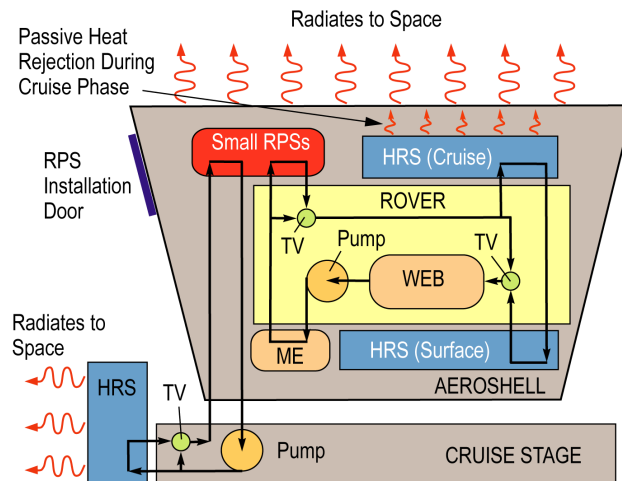 Radiates to Space
Passive Heat
Rejection During
Cruise Phase
Small RPSs
HRS (Cruise)
RPS
Installation
Door
ROVER
TV
Pump
TV
WEB
ME
HRS (Surface)
AEROSHELL
Radiates to
Space
HRS
TV
Pump
CRUISE STAGE